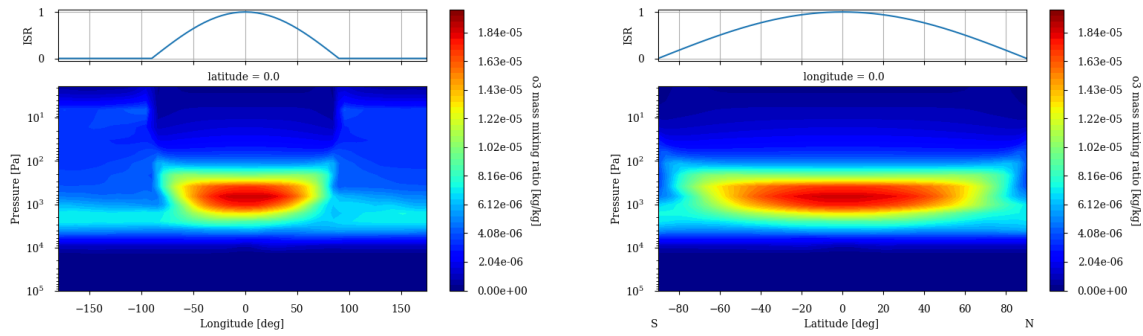 1
ISR
0
latitude = 0.0
10¹
10²
10³
10⁴
10⁵
Pressure [Pa]
−150 −100 −50 0 50 100 150
Longitude [deg]
1.84e-05
1.63e-05
1.43e-05
1.22e-05
1.02e-05
8.16e-06
6.12e-06
4.08e-06
2.04e-06
0.00e+00
o3 mass mixing ratio [kg/kg]
1
ISR
0
longitude = 0.0
10¹
10²
10³
10⁴
10⁵
Pressure [Pa]
−80 −60 −40 −20 0 20 40 60 80
S Latitude [deg] N
1.84e-05
1.63e-05
1.43e-05
1.22e-05
1.02e-05
8.16e-06
6.12e-06
4.08e-06
2.04e-06
0.00e+00
o3 mass mixing ratio [kg/kg]